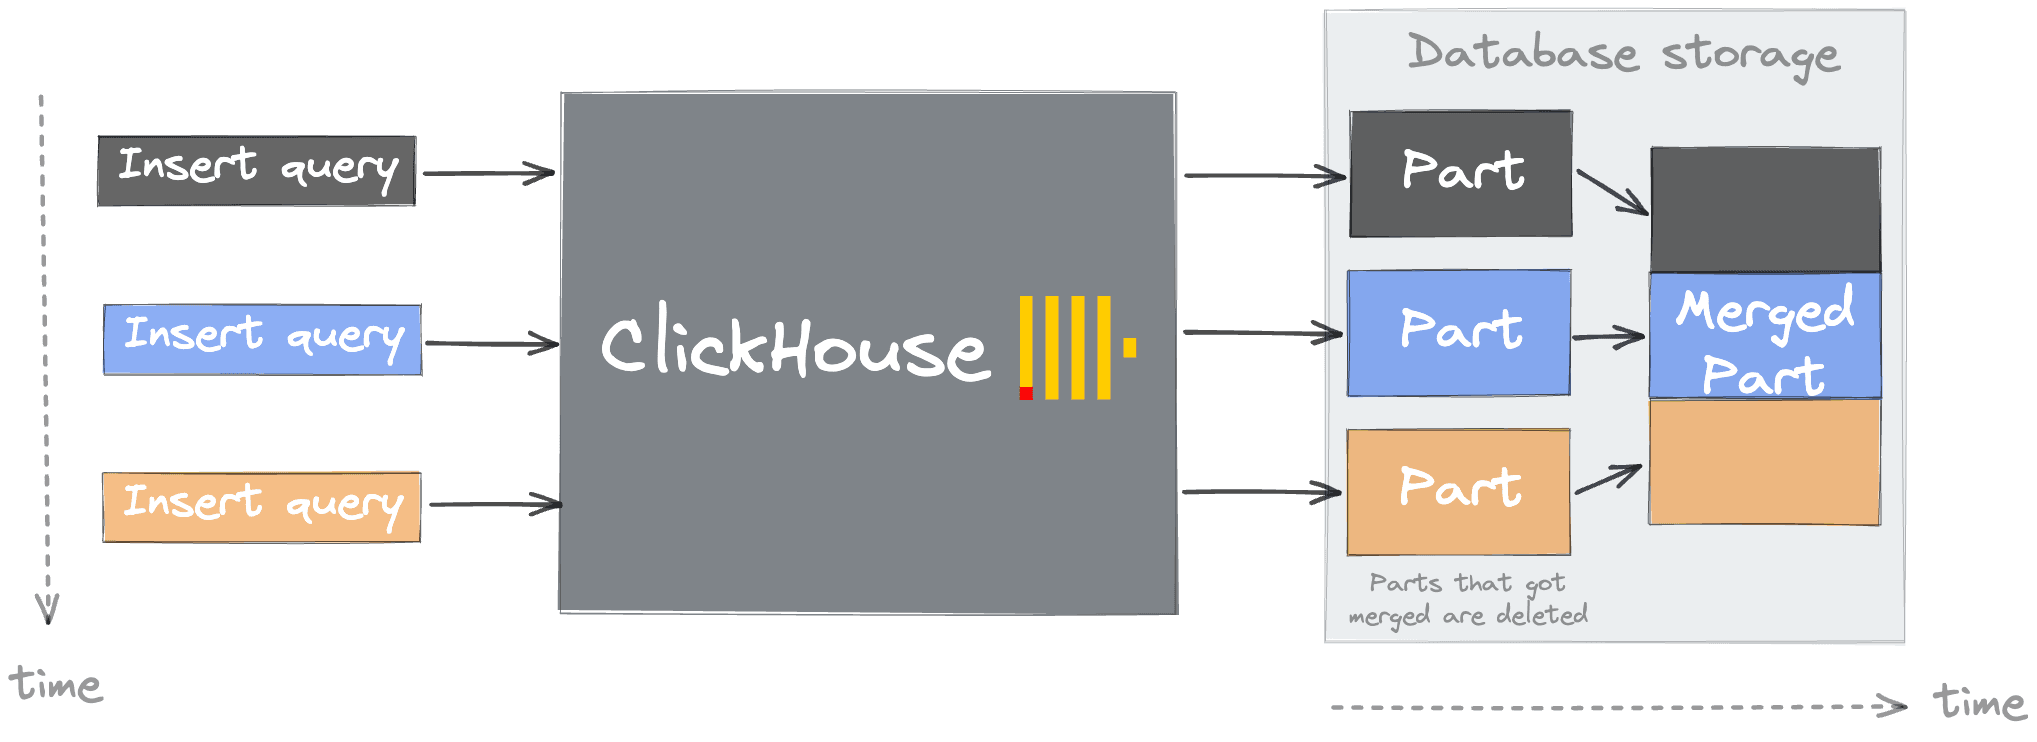 Database storage
Insert query
Part
Insert query
ClickHouse
Part
Merged
Part
Insert query
Part
Parts that got
merged are deleted
time
time